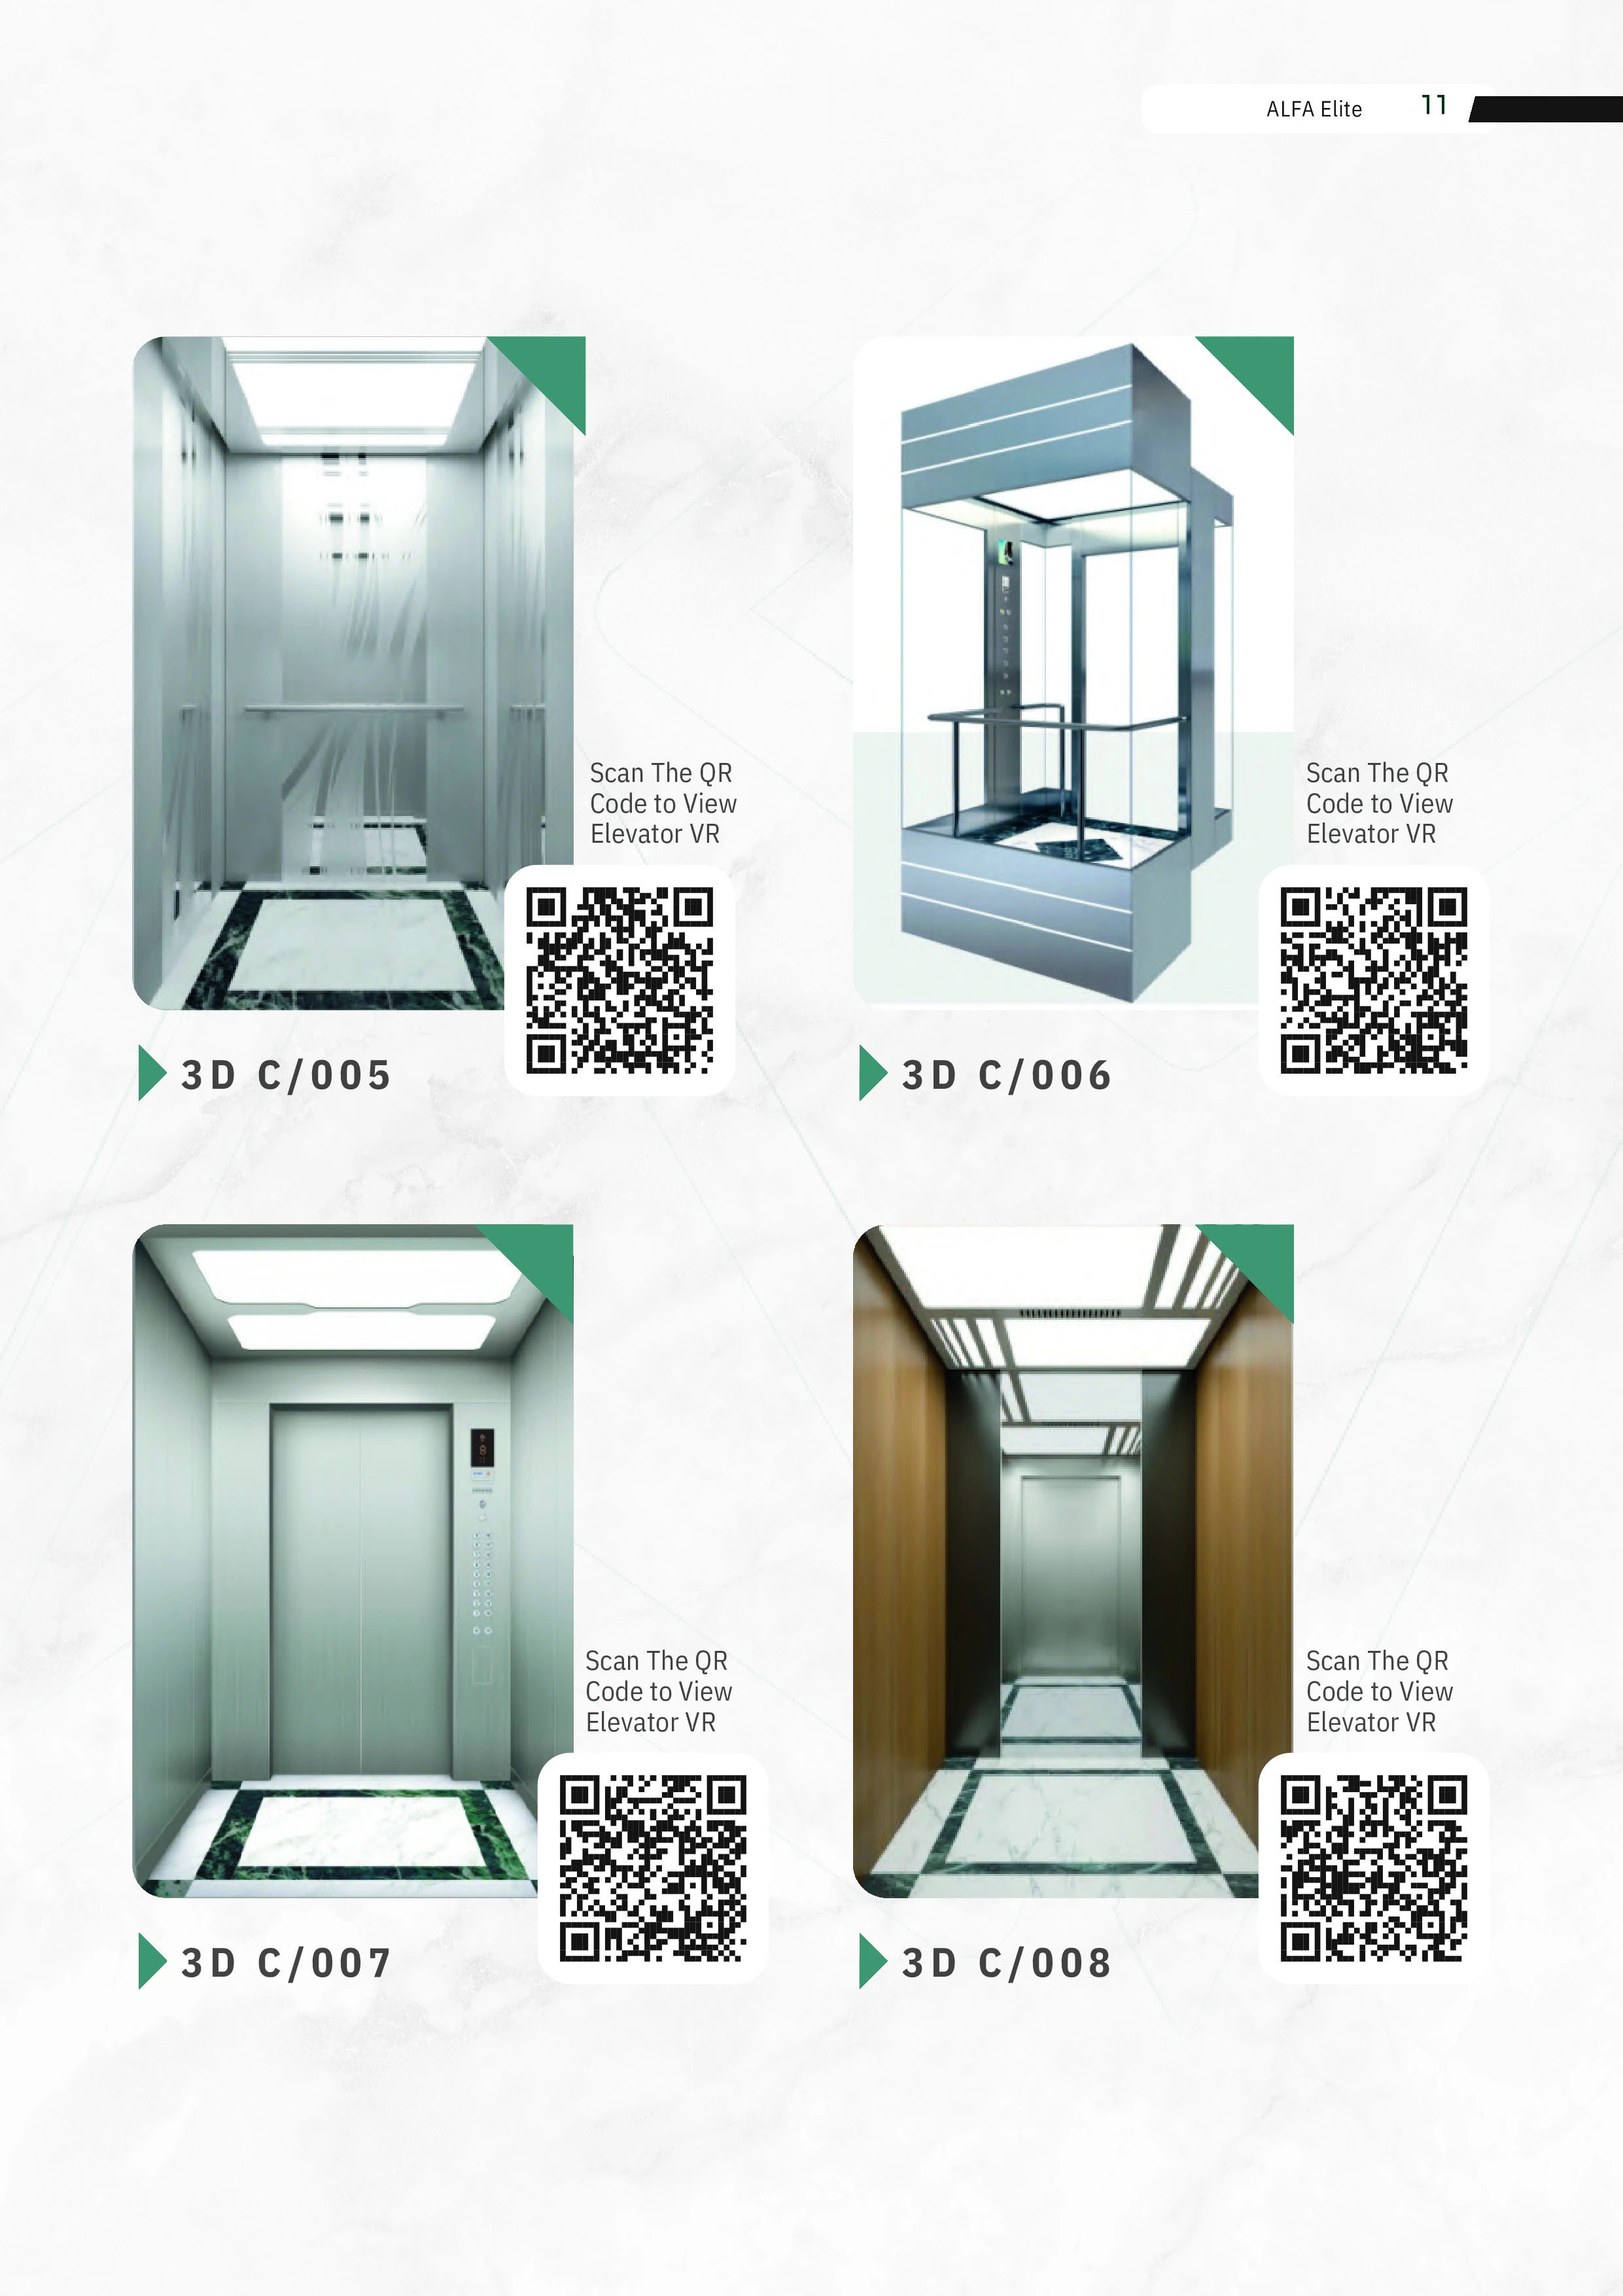 ALFA Elite 11
Scan The QR
Code to View
Elevator VR
3D C/005
Scan The QR
Code to View
Elevator VR
3D C/006
Scan The QR
Code to View
Elevator VR
3D C/007
Scan The QR
Code to View
Elevator VR
3D C/008